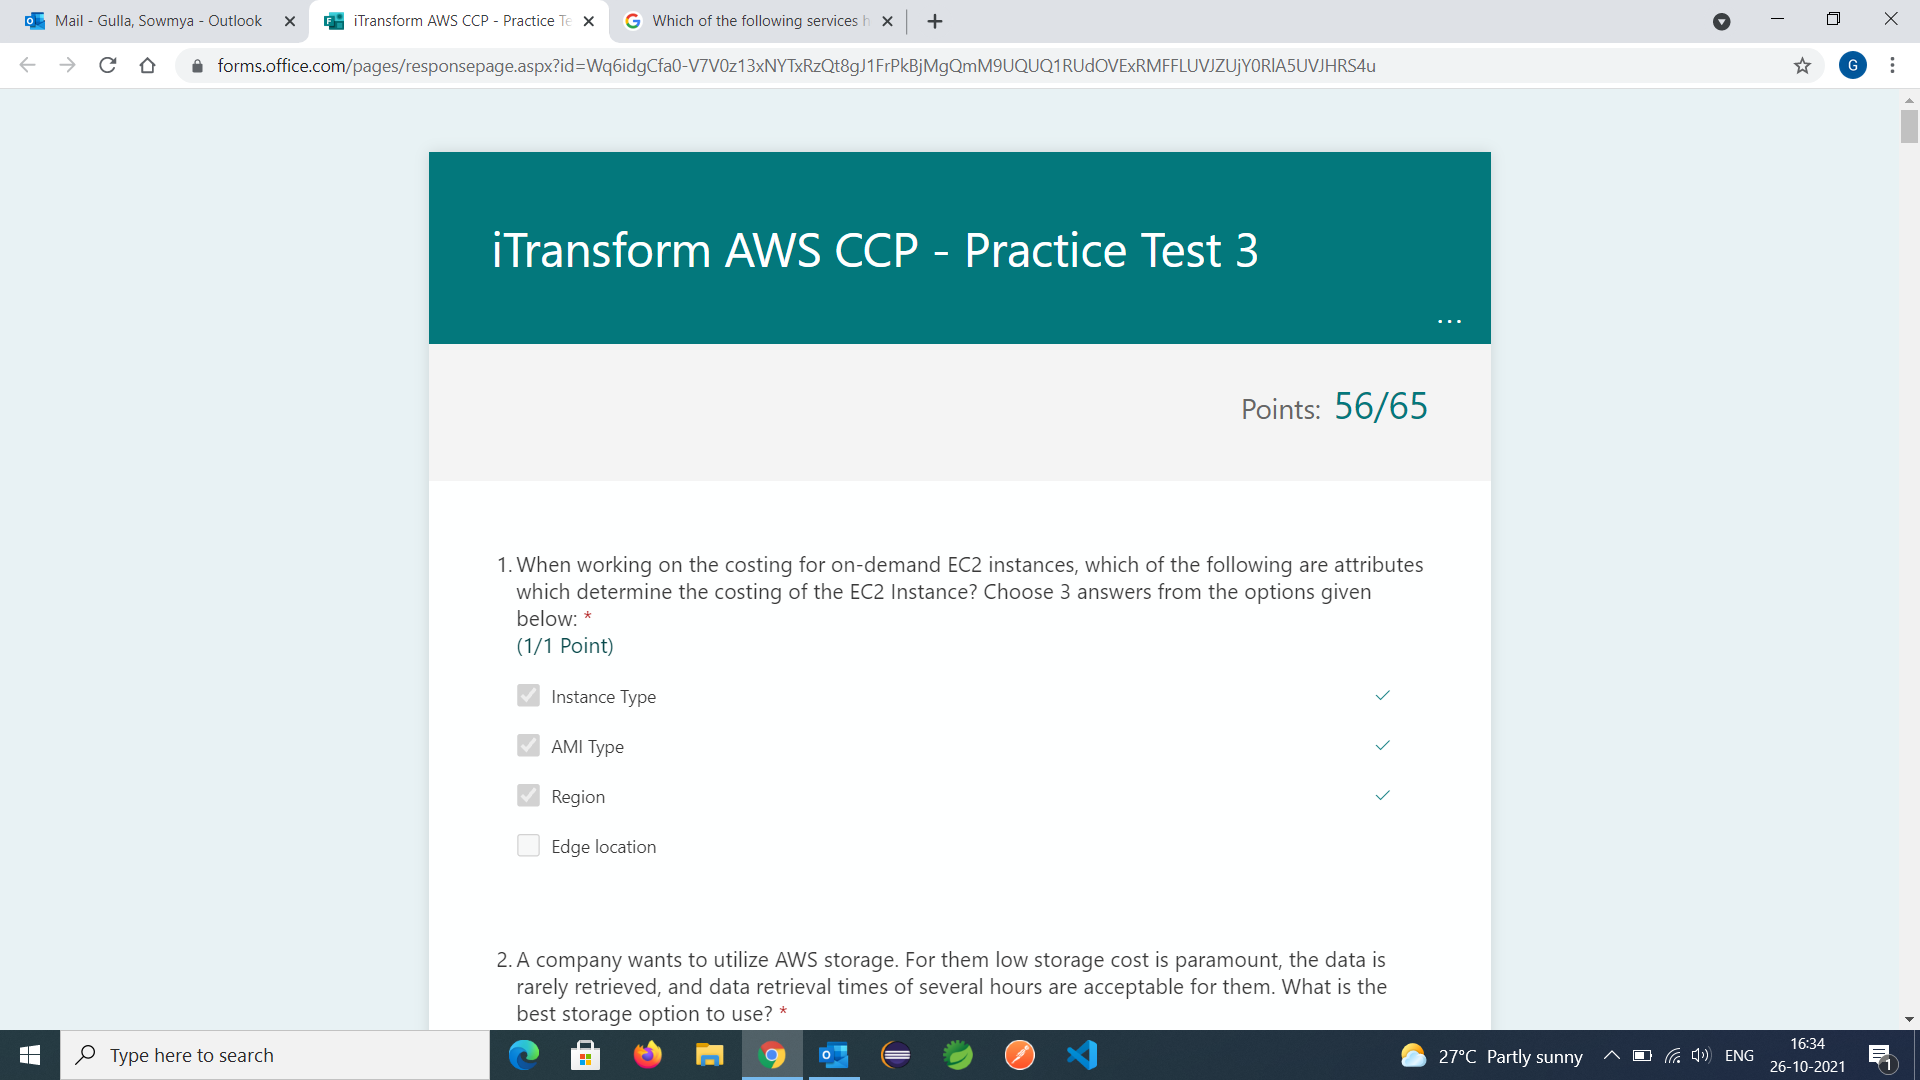 Mail - Gulla, Sowmya - Outlook
iTransform AWS CCP - Practice Te
Which of the following services h
forms.office.com/pages/responsepage.aspx?id=Wq6idgCfa0-V7V0z13xNYTxRzQt8gJ1FrPkBjMgQmM9UQUQ1RUdOVExRMFFLUVJZUjY0RlA5UVJHRS4u
G
iTransform AWS CCP - Practice Test 3
...
Points: 56/65
1. When working on the costing for on-demand EC2 instances, which of the following are attributes
which determine the costing of the EC2 Instance? Choose 3 answers from the options given
below: *
(1/1 Point)
Instance Type
AMI Type
Region
Edge location
2. A company wants to utilize AWS storage. For them low storage cost is paramount, the data is
rarely retrieved, and data retrieval times of several hours are acceptable for them. What is the
best storage option to use? *
Type here to search
27°C Partly sunny
ENG
16:34
26-10-2021
1